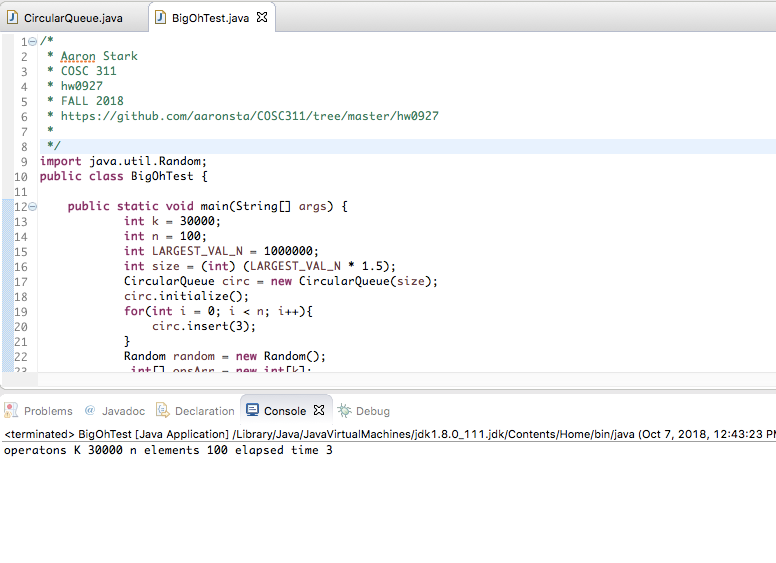 CircularQueue.java BigOhTest.java
1 /*
2 * Aaron Stark
3 * COSC 311
4 * hw0927
5 * FALL 2018
6 * https://github.com/aaronsta/COSC311/tree/master/hw0927
7 *
8 */
9 import java.util.Random;
10 public class BigOhTest {
11
12 public static void main(String[] args) {
13 int k = 30000;
14 int n = 100;
15 int LARGEST_VAL_N = 1000000;
16 int size = (int) (LARGEST_VAL_N * 1.5);
17 CircularQueue circ = new CircularQueue(size);
18 circ.initialize();
19 for(int i = 0; i < n; i++){
20 circ.insert(3);
21 }
22 Random random = new Random();
23 int[] opsArr = new int[k];
Problems @ Javadoc Declaration Console Debug
<terminated> BigOhTest [Java Application] /Library/Java/JavaVirtualMachines/jdk1.8.0_111.jdk/Contents/Home/bin/java (Oct 7, 2018, 12:43:23 PM
operatons K 30000 n elements 100 elapsed time 3